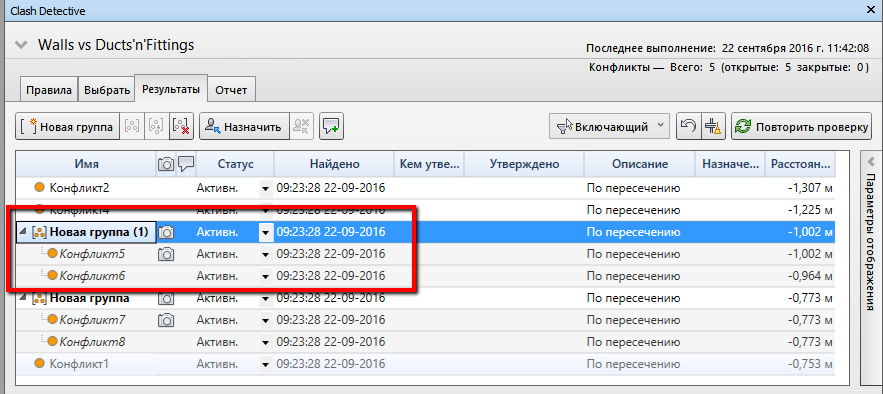 Clash Detective
Walls vs Ducts'n'Fittings
Последнее выполнение: 22 сентября 2016 г. 11:42:08
Конфликты — Всего: 5 (открытые: 5 закрытые: 0 )
Правила Выбрать Результаты Отчет
Новая группа Назначить Включающий Повторить проверку
Имя Статус Найдено Кем утве... Утверждено Описание Назначе... Расстоян...
Конфликт2 Активн. 09:23:28 22-09-2016 По пересечению -1,307 м
Конфликт4 Активн. 09:23:28 22-09-2016 По пересечению -1,225 м
Новая группа (1) Активн. 09:23:28 22-09-2016 По пересечению -1,002 м
Конфликт5 Активн. 09:23:28 22-09-2016 По пересечению -1,002 м
Конфликт6 Активн. 09:23:28 22-09-2016 По пересечению -0,964 м
Новая группа Активн. 09:23:28 22-09-2016 По пересечению -0,773 м
Конфликт7 Активн. 09:23:28 22-09-2016 По пересечению -0,773 м
Конфликт8 Активн. 09:23:28 22-09-2016 По пересечению -0,773 м
Конфликт1 Активн. 09:23:28 22-09-2016 По пересечению -0,753 м
Параметры отображения